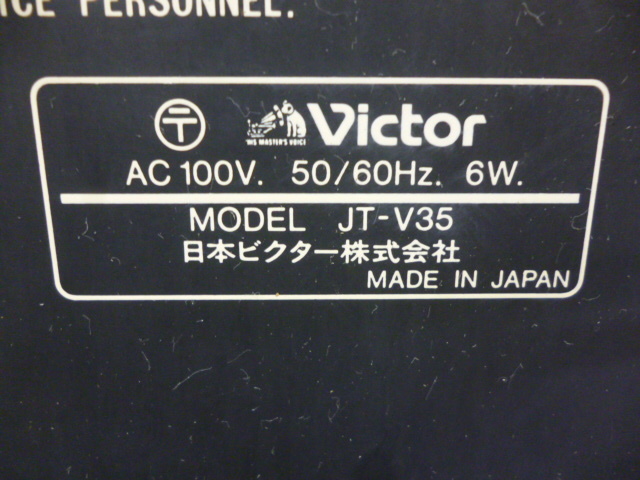 ICE PERSONNEL.
〒 HIS MASTER'S VOICE Victor
AC 100V. 50/60Hz. 6W.
MODEL JT-V35
日本ビクター株式会社
MADE IN JAPAN